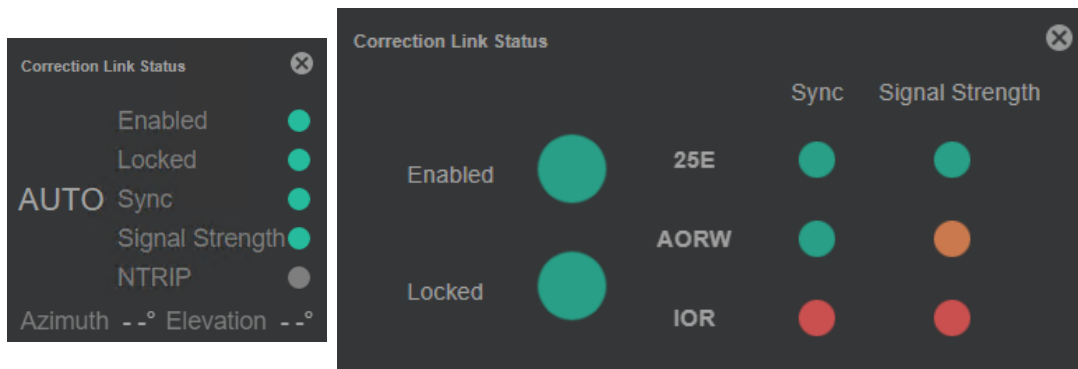 Correction Link Status
Enabled
Locked
AUTO Sync
Signal Strength
NTRIP
Azimuth - -° Elevation - -°
Correction Link Status
Sync Signal Strength
Enabled
Locked
25E
AORW
IOR